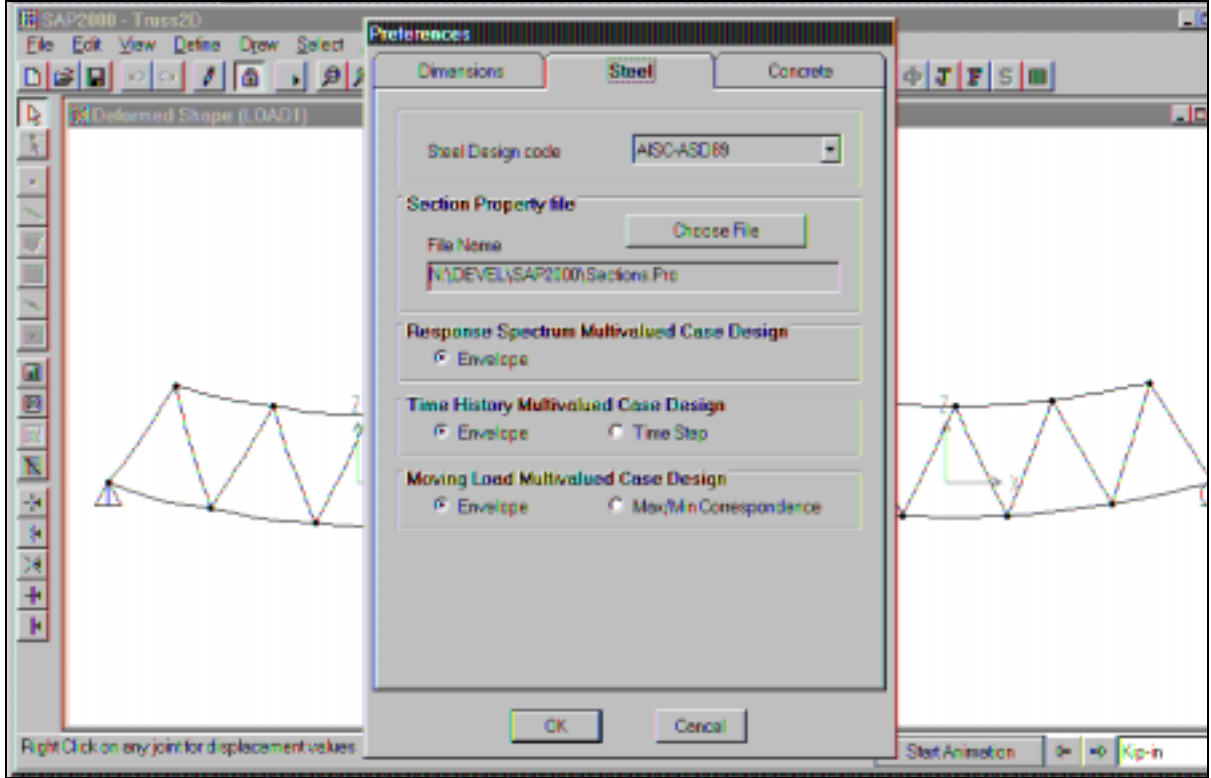 SAP2000 - Truss2D
File Edit View Define Draw Select
Preferences
Dimensions Steel Concrete
J F S
Deformed Shape (LOAD1)
Steel Design code AISC-ASD89
Section Property file
Choose File
File Name
N:\DEVEL\SAP2000\Sections.Pro
Response Spectrum Multivalued Case Design
Envelope
Time History Multivalued Case Design
Envelope Time Step
Moving Load Multivalued Case Design
Envelope Max/Min Correspondence
Z
Z
X
OK Cancel
Right Click on any joint for displacement values
Start Animation Kip-in